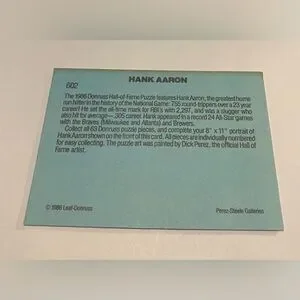 602
HANK AARON
The 1986 Donruss Hall-of-Fame Puzzle features Hank Aaron, the greatest home
run hitter in the history of the National Game: 755 round-trippers over a 23 year
career! He set the all-time mark for RBI's with 2,297, and was a slugger who
also hit for average—.305 career. Hank appeared in a record 24 All-Star games
with the Braves (Milwaukee and Atlanta) and Brewers.
Collect all 63 Donruss puzzle pieces, and complete your 8" x 11" portrait of
Hank Aaron shown on the front of this card. All pieces are individually numbered
for easy collecting. The puzzle art was painted by Dick Perez, the official Hall of
Fame artist.
© 1986 Leaf-Donruss
Perez-Steele Galleries